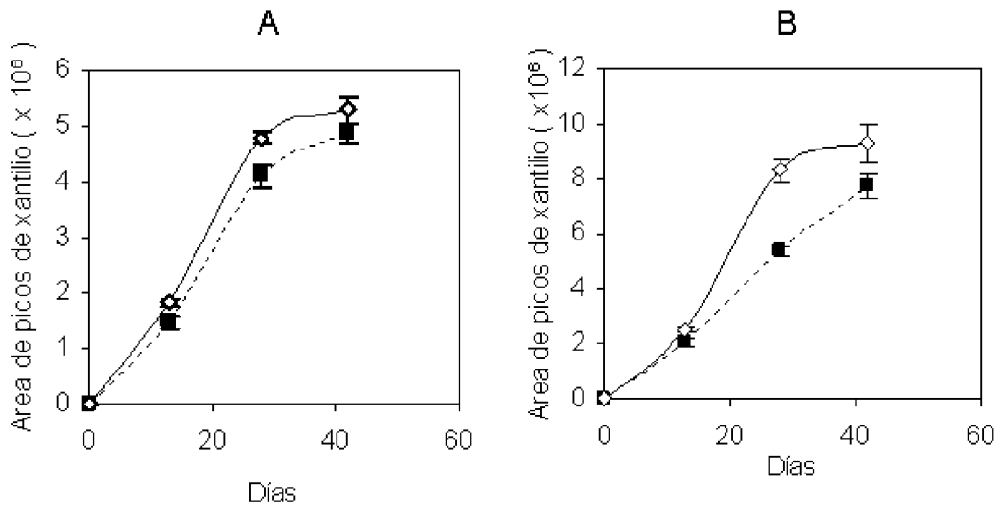 A
Area de picos de xantilio ( x 10⁶ )
6
5
4
3
2
1
0
0 20 40 60
Días
B
Area de picos de xantilio ( x10⁶ )
12
10
8
6
4
2
0
0 20 40 60
Días